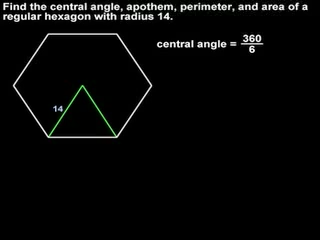 Find the central angle, apothem, perimeter, and area of a
regular hexagon with radius 14.
central angle = 360
6
14